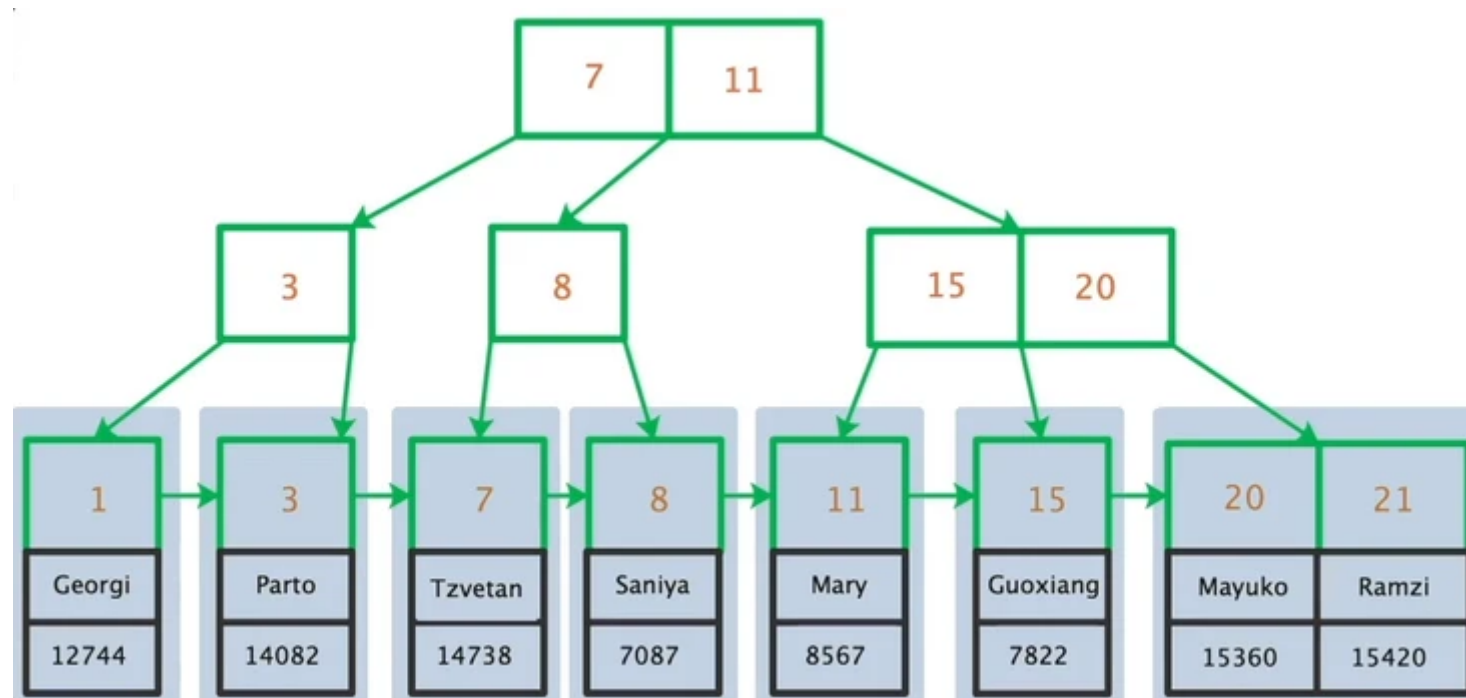 7 11
3 8 15 20
1 3 7 8 11 15 20 21
Georgi Parto Tzvetan Saniya Mary Guoxiang Mayuko Ramzi
12744 14082 14738 7087 8567 7822 15360 15420